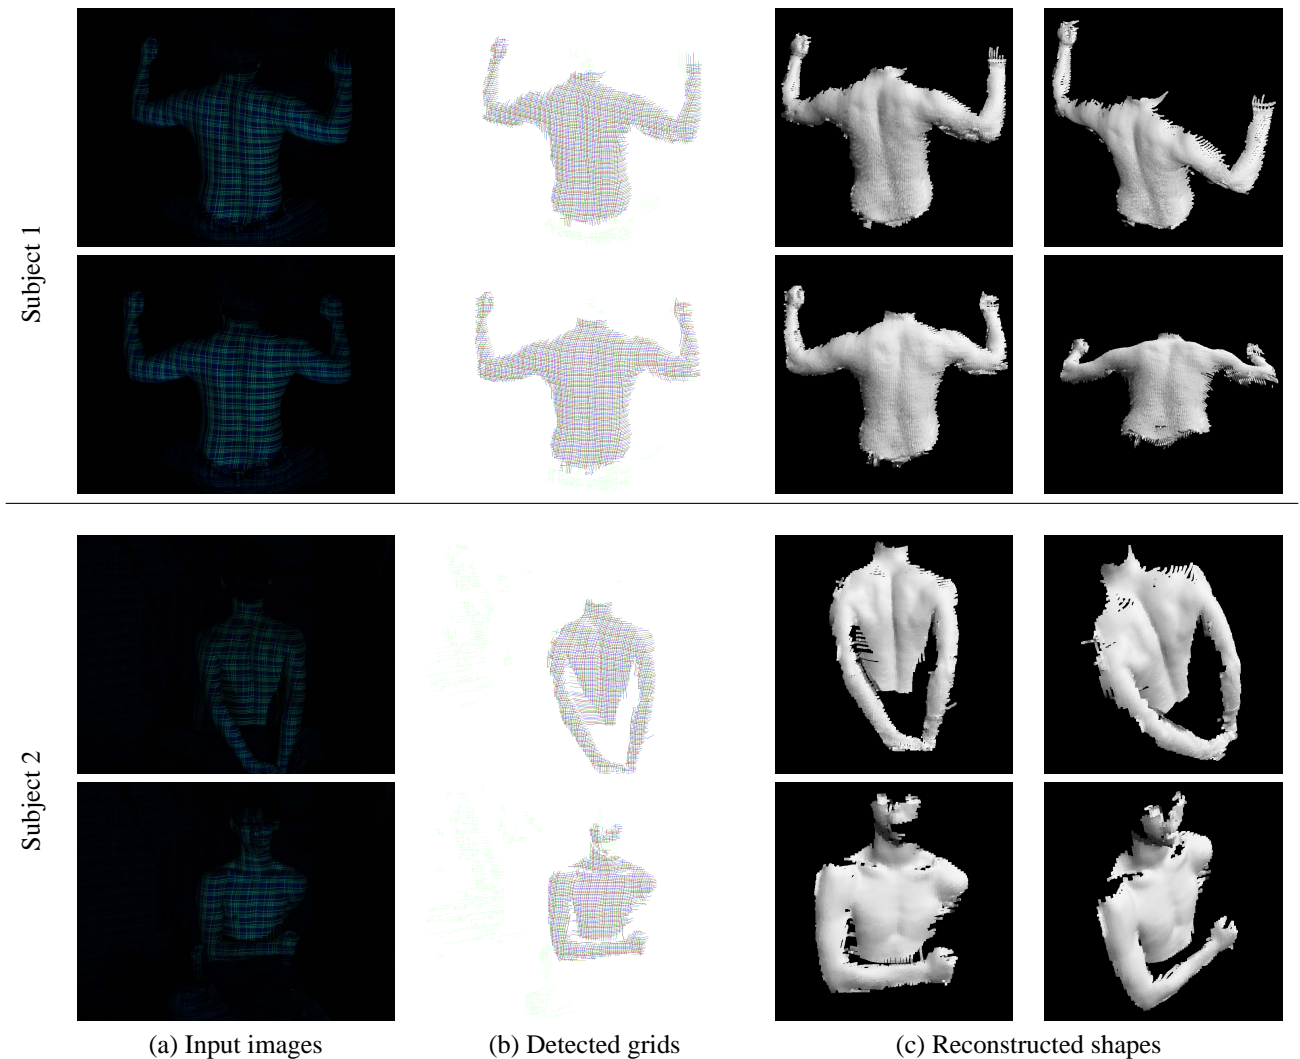 Subject 1
Subject 2
(a) Input images
(b) Detected grids
(c) Reconstructed shapes